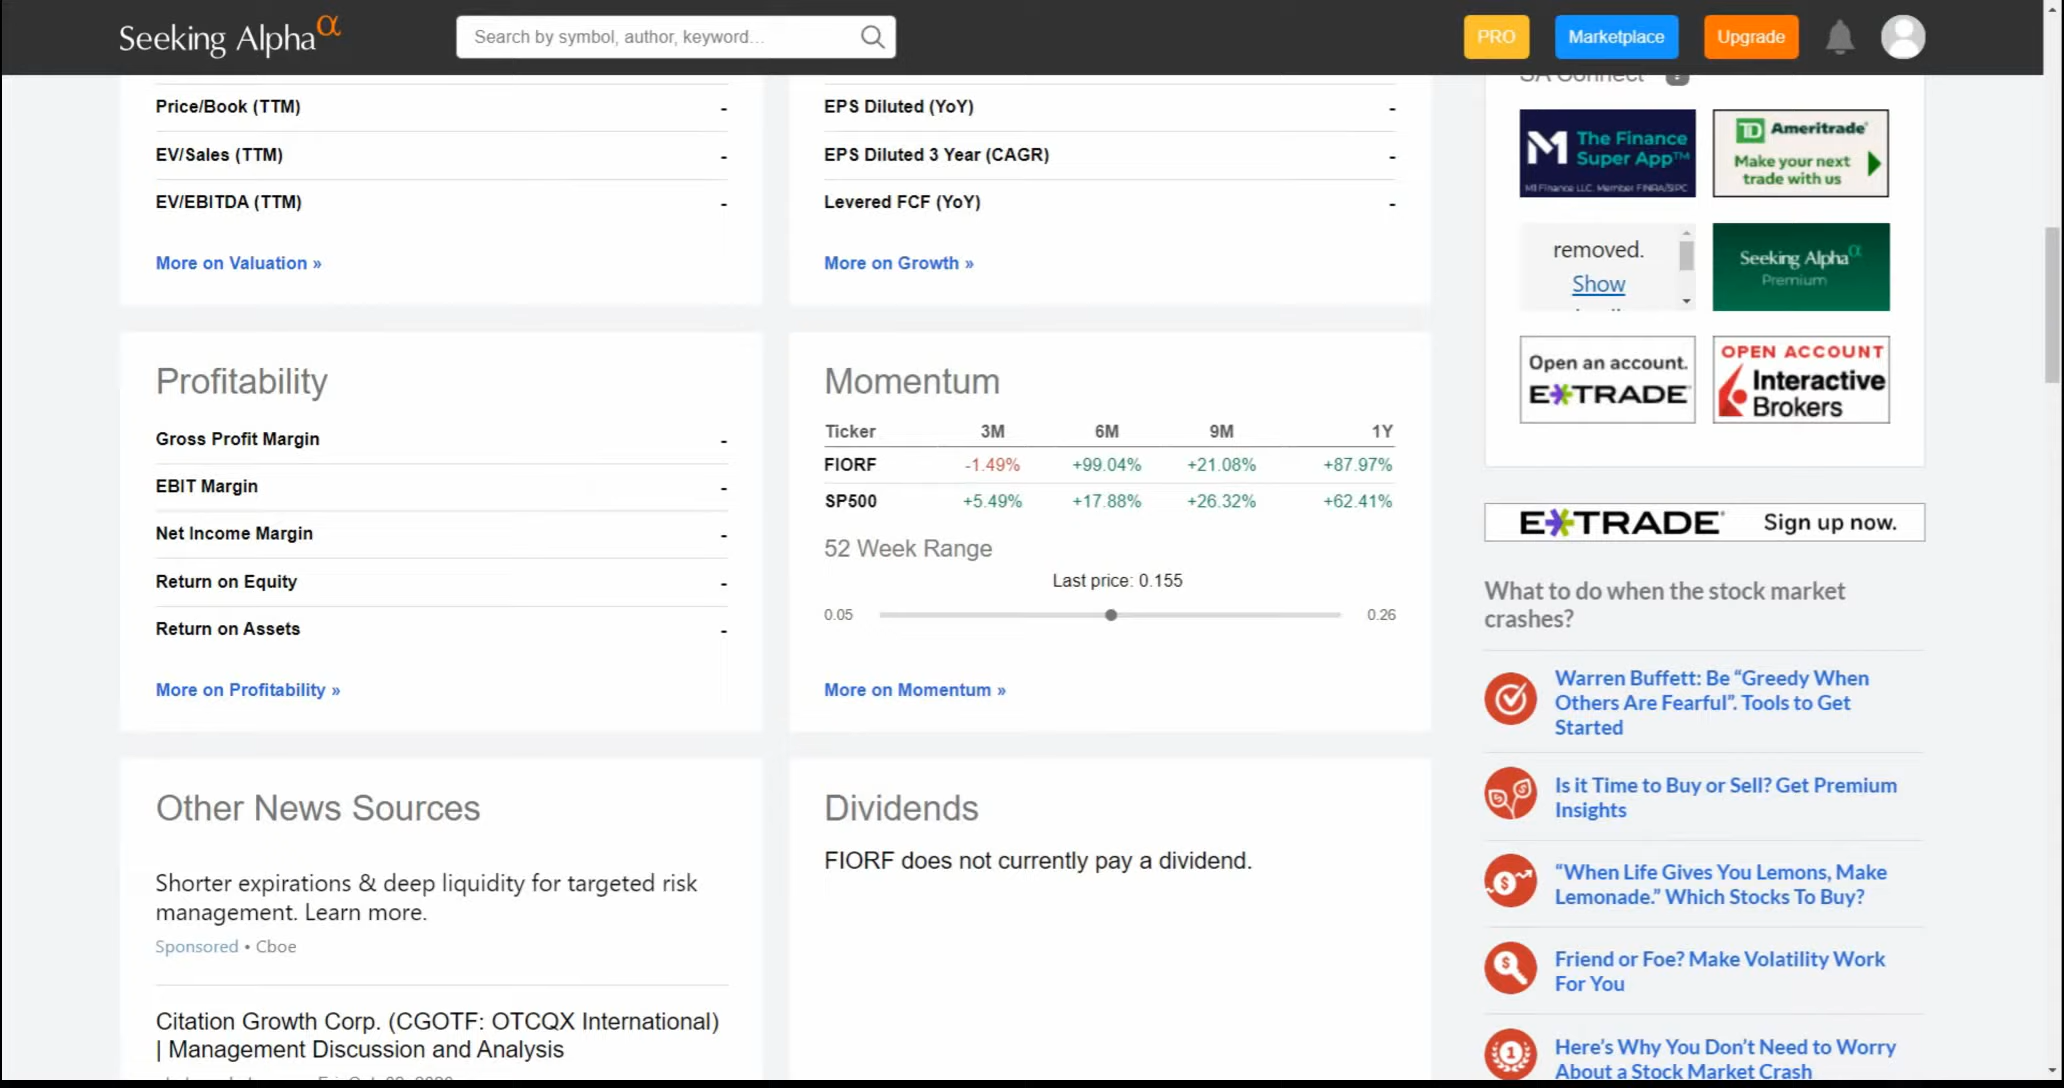 Seeking Alpha α
Search by symbol, author, keyword...
PRO
Marketplace
Upgrade
Price/Book (TTM) -
EV/Sales (TTM) -
EV/EBITDA (TTM) -
More on Valuation »
EPS Diluted (YoY) -
EPS Diluted 3 Year (CAGR) -
Levered FCF (YoY) -
More on Growth »
SA Connect
M1 The Finance
Super App™
M1 Finance LLC. Member FINRA/SIPC
TD Ameritrade
Make your next
trade with us
removed.
Show
Seeking Alpha α
Premium
Open an account.
E*TRADE
OPEN ACCOUNT
Interactive
Brokers
Profitability
Gross Profit Margin -
EBIT Margin -
Net Income Margin -
Return on Equity -
Return on Assets -
More on Profitability »
Momentum
Ticker 3M 6M 9M 1Y
FIORF -1.49% +99.04% +21.08% +87.97%
SP500 +5.49% +17.88% +26.32% +62.41%
52 Week Range
Last price: 0.155
0.05 0.26
More on Momentum »
E*TRADE Sign up now.
What to do when the stock market
crashes?
Warren Buffett: Be “Greedy When
Others Are Fearful”. Tools to Get
Started
Is it Time to Buy or Sell? Get Premium
Insights
“When Life Gives You Lemons, Make
Lemonade.” Which Stocks To Buy?
Friend or Foe? Make Volatility Work
For You
Here’s Why You Don’t Need to Worry
About a Stock Market Crash
Other News Sources
Shorter expirations & deep liquidity for targeted risk
management. Learn more.
Sponsored • Cboe
Citation Growth Corp. (CGOTF: OTCQX International)
| Management Discussion and Analysis
Dividends
FIORF does not currently pay a dividend.